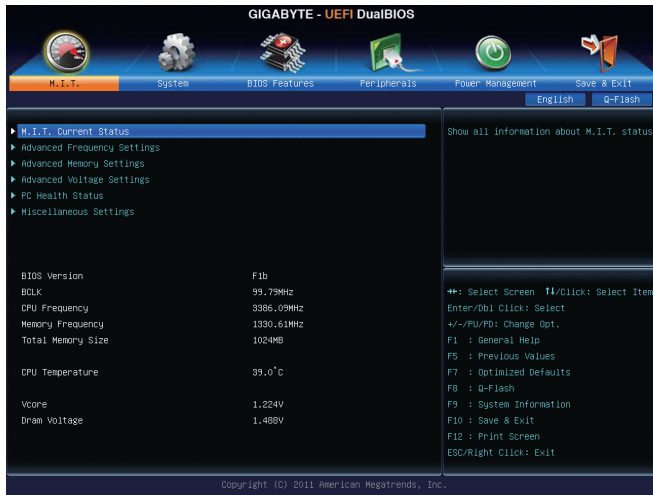 GIGABYTE - UEFI DualBIOS
M.I.T. System BIOS Features Peripherals Power Management Save & Exit
English Q-Flash
M.I.T. Current Status
Advanced Frequency Settings
Advanced Memory Settings
Advanced Voltage Settings
PC Health Status
Miscellaneous Settings
Show all information about M.I.T. status
BIOS Version F1b
BCLK 99.79MHz
CPU Frequency 3386.09MHz
Memory Frequency 1330.61MHz
Total Memory Size 1024MB
CPU Temperature 39.0°C
Vcore 1.224V
Dram Voltage 1.488V
→←: Select Screen ↑↓/Click: Select Item
Enter/Dbl Click: Select
+/-/PU/PD: Change Opt.
F1 : General Help
F5 : Previous Values
F7 : Optimized Defaults
F8 : Q-Flash
F9 : System Information
F10 : Save & Exit
F12 : Print Screen
ESC/Right Click: Exit
Copyright (C) 2011 American Megatrends, Inc.